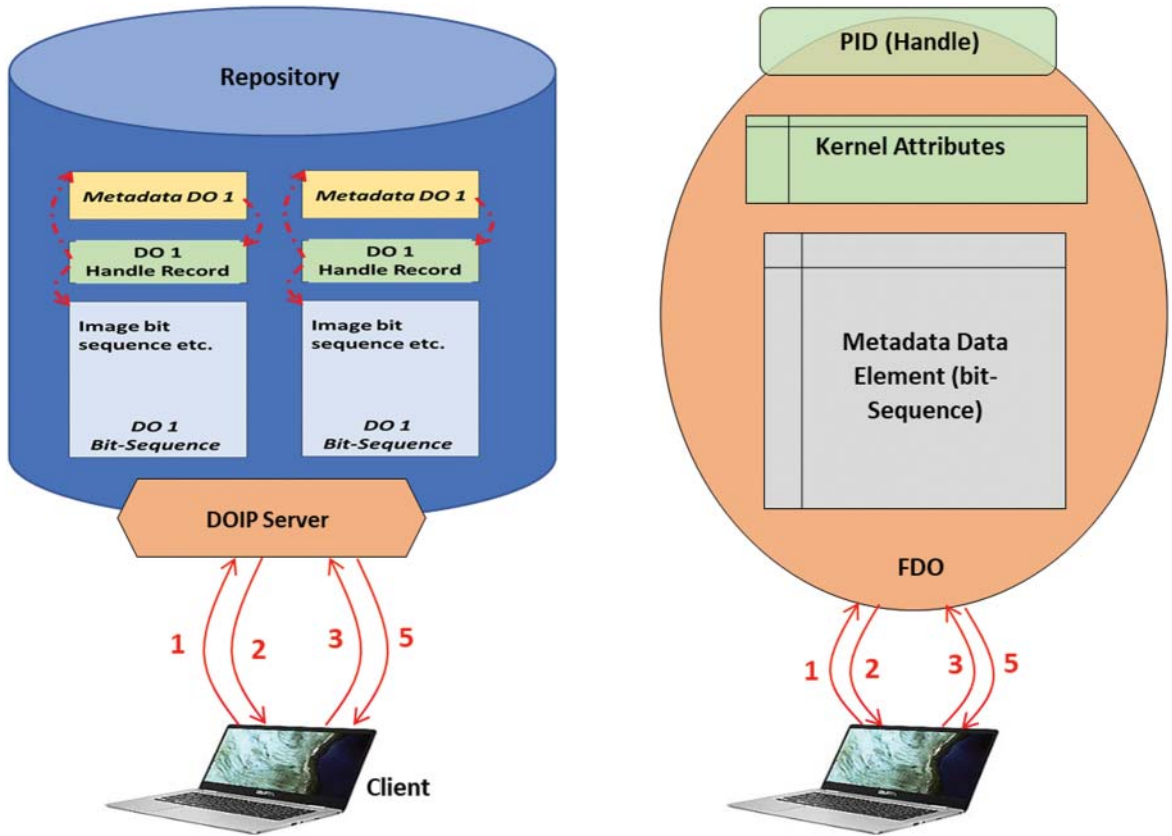 Repository
Metadata DO 1
DO 1
Handle Record
Image bit
sequence etc.
DO 1
Bit-Sequence
Metadata DO 1
DO 1
Handle Record
Image bit
sequence etc.
DO 1
Bit-Sequence
DOIP Server
1
2
3
5
Client
PID (Handle)
Kernel Attributes
Metadata Data
Element (bit-
Sequence)
FDO
1
2
3
5